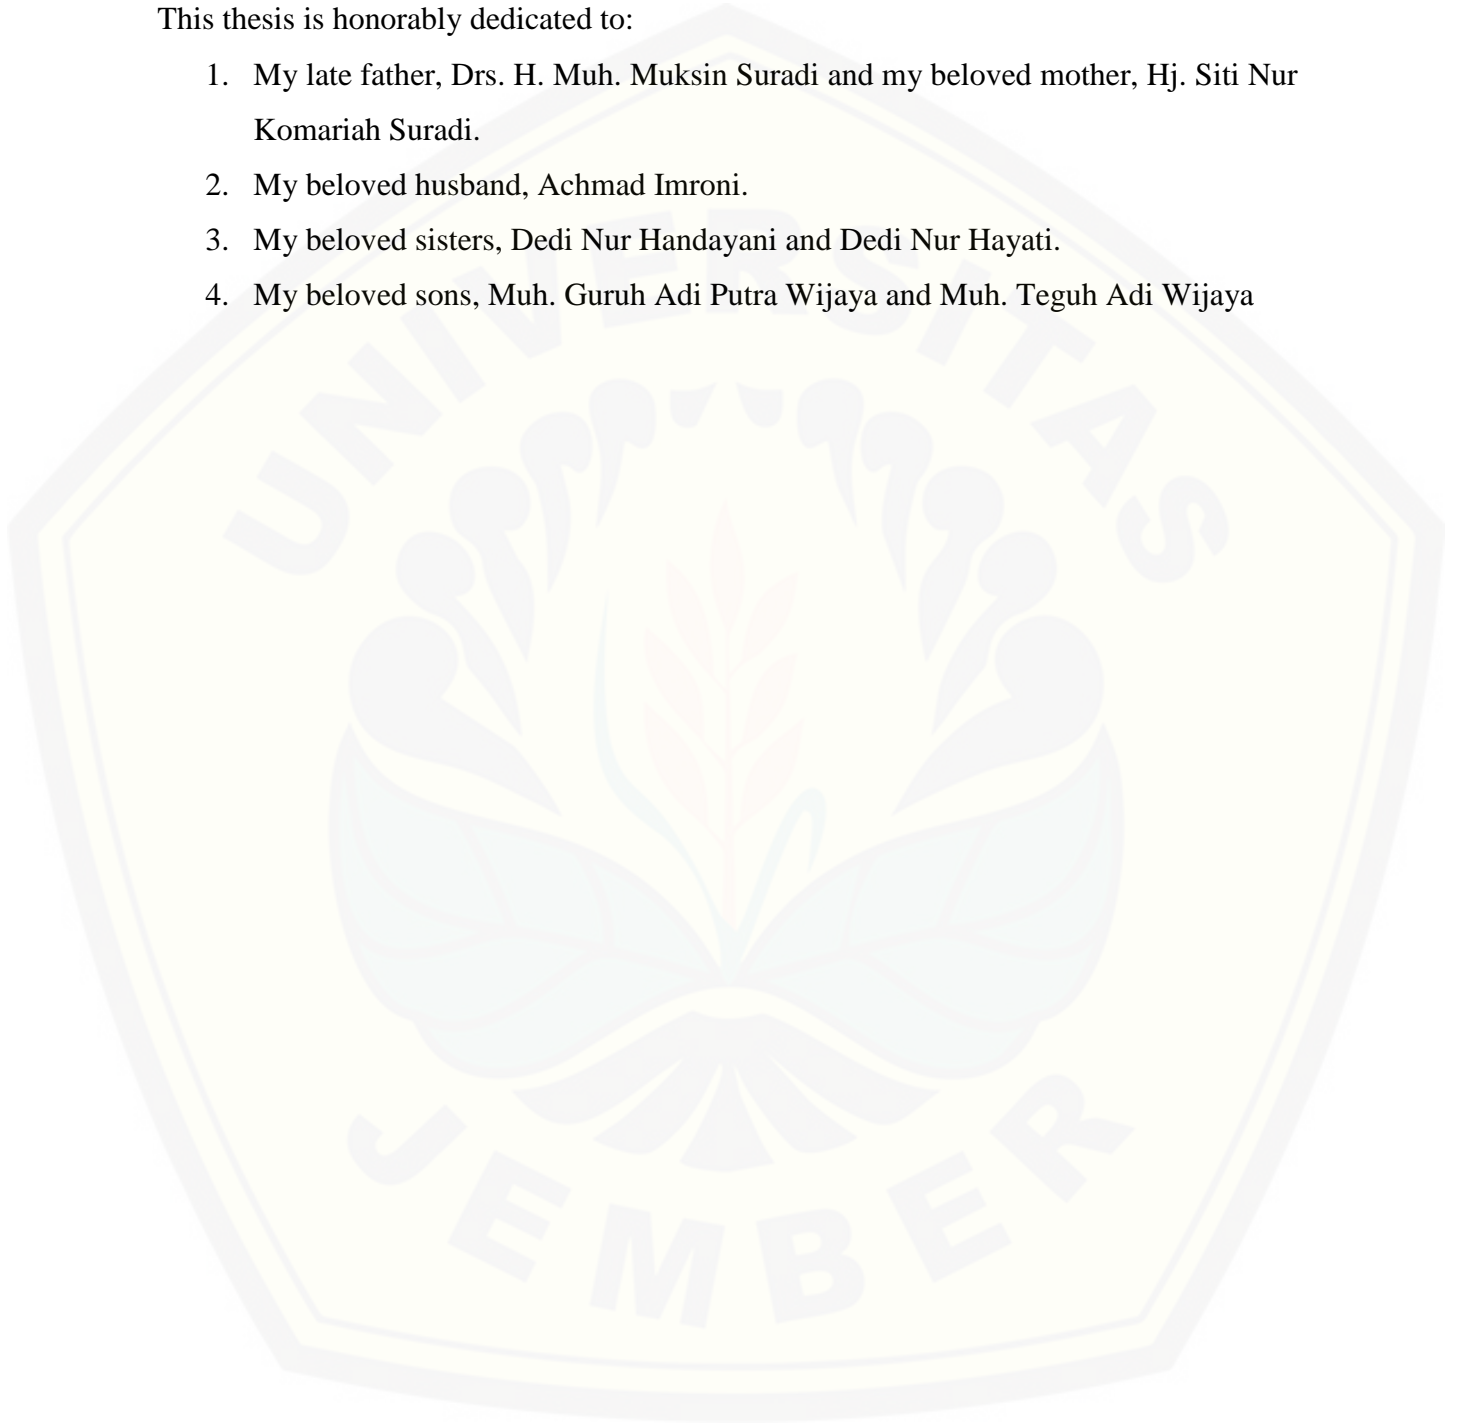 This thesis is honorably dedicated to:
1. My late father, Drs. H. Muh. Muksin Suradi and my beloved mother, Hj. Siti Nur
Komariah Suradi.
2. My beloved husband, Achmad Imroni.
3. My beloved sisters, Dedi Nur Handayani and Dedi Nur Hayati.
4. My beloved sons, Muh. Guruh Adi Putra Wijaya and Muh. Teguh Adi Wijaya
UNIVERSITAS
JEMBER